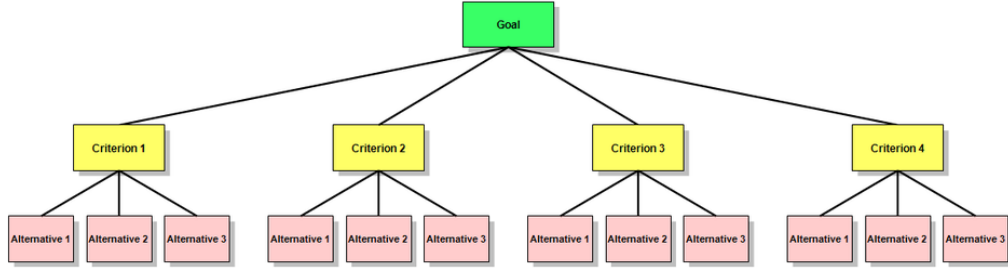 Goal
Criterion 1
Criterion 2
Criterion 3
Criterion 4
Alternative 1
Alternative 2
Alternative 3
Alternative 1
Alternative 2
Alternative 3
Alternative 1
Alternative 2
Alternative 3
Alternative 1
Alternative 2
Alternative 3